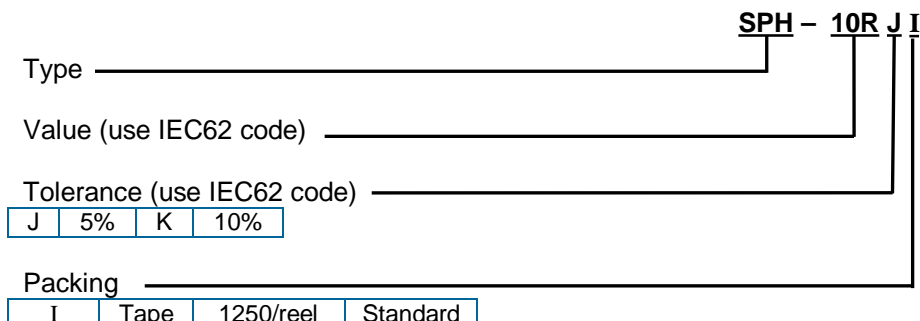 SPH – 10R J I
Type
Value (use IEC62 code)
Tolerance (use IEC62 code)
J 5% K 10%
Packing
I Tape 1250/reel Standard